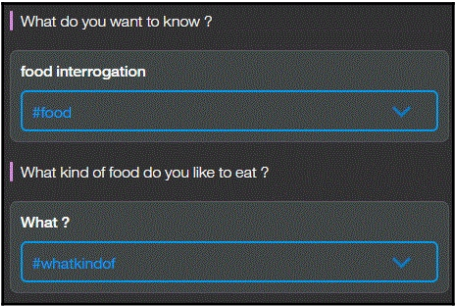 What do you want to know ?
food interrogation
#food
What kind of food do you like to eat ?
What ?
#whatkindof